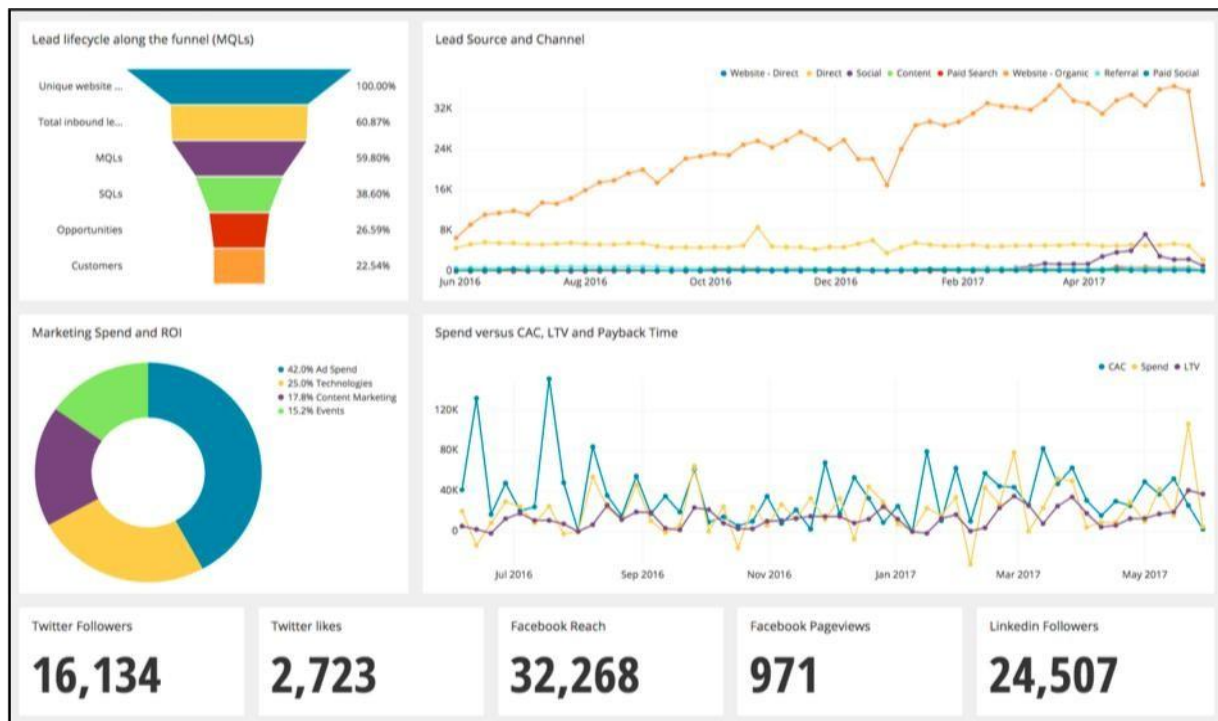 Lead lifecycle along the funnel (MQLs)
Unique website ...
100.00%
Total inbound le...
60.87%
MQLs
59.80%
SQLs
38.60%
Opportunities
26.59%
Customers
22.54%
Lead Source and Channel
Website - Direct Direct Social Content Paid Search Website - Organic Referral Paid Social
32K
24K
16K
8K
0
Jun 2016 Aug 2016 Oct 2016 Dec 2016 Feb 2017 Apr 2017
Marketing Spend and ROI
42.0% Ad Spend
25.0% Technologies
17.8% Content Marketing
15.2% Events
Spend versus CAC, LTV and Payback Time
CAC Spend LTV
120K
80K
40K
0
Jul 2016 Sep 2016 Nov 2016 Jan 2017 Mar 2017 May 2017
Twitter Followers
16,134
Twitter likes
2,723
Facebook Reach
32,268
Facebook Pageviews
971
Linkedin Followers
24,507